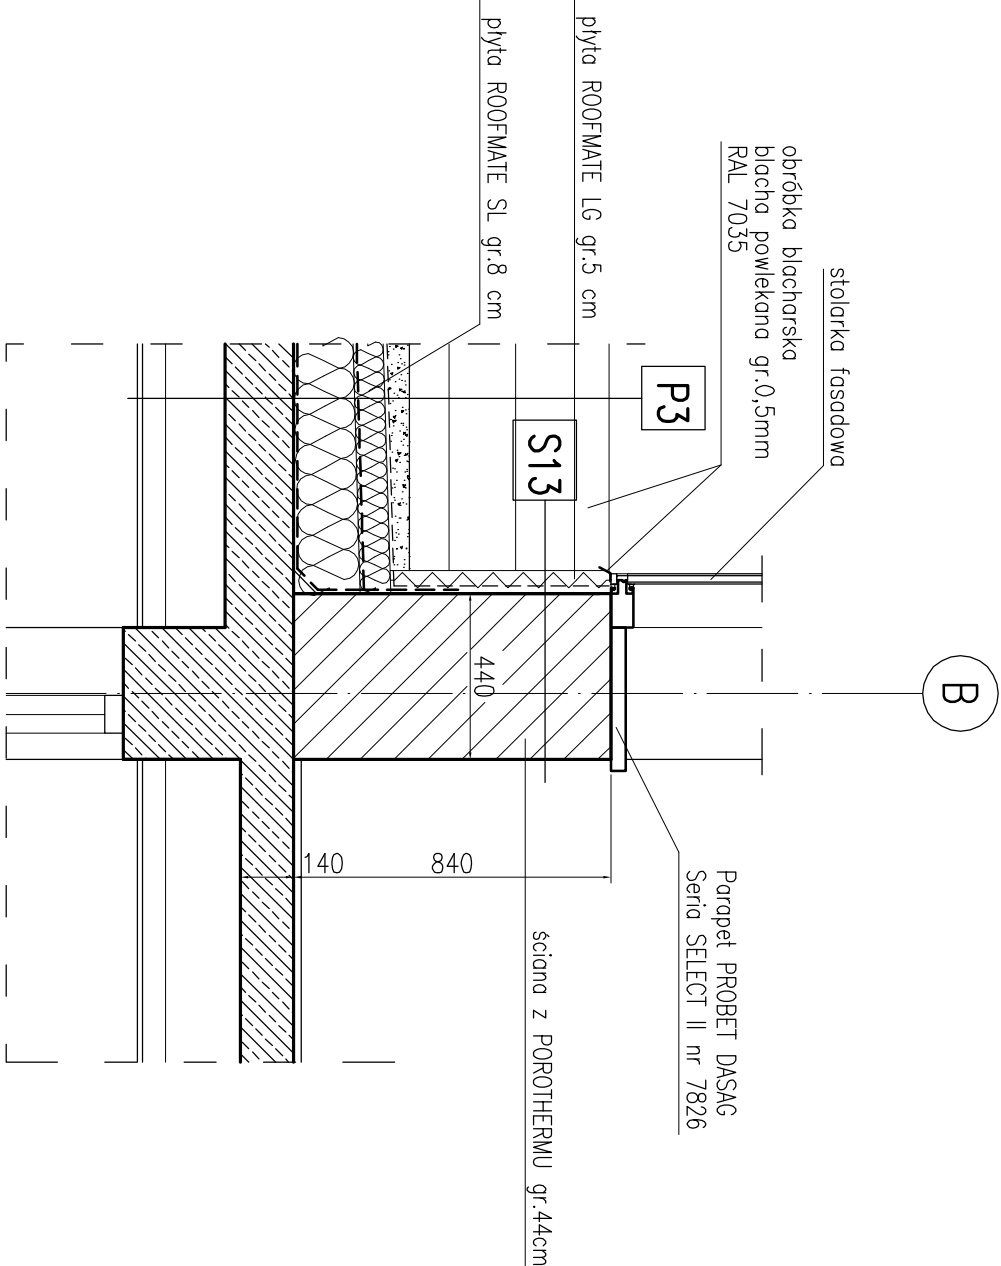 płyta ROOFMATE SL gr.8 cm
płyta ROOFMATE LG gr.5 cm
obróbka blacharska
blacha powlekana gr.0,5mm
RAL 7035
stolarka fasadowa
P3
S13
B
440
140
840
Parapet PROBET DASAG
Seria SELECT II nr 7826
ściana z POROTHERMU gr.44cm